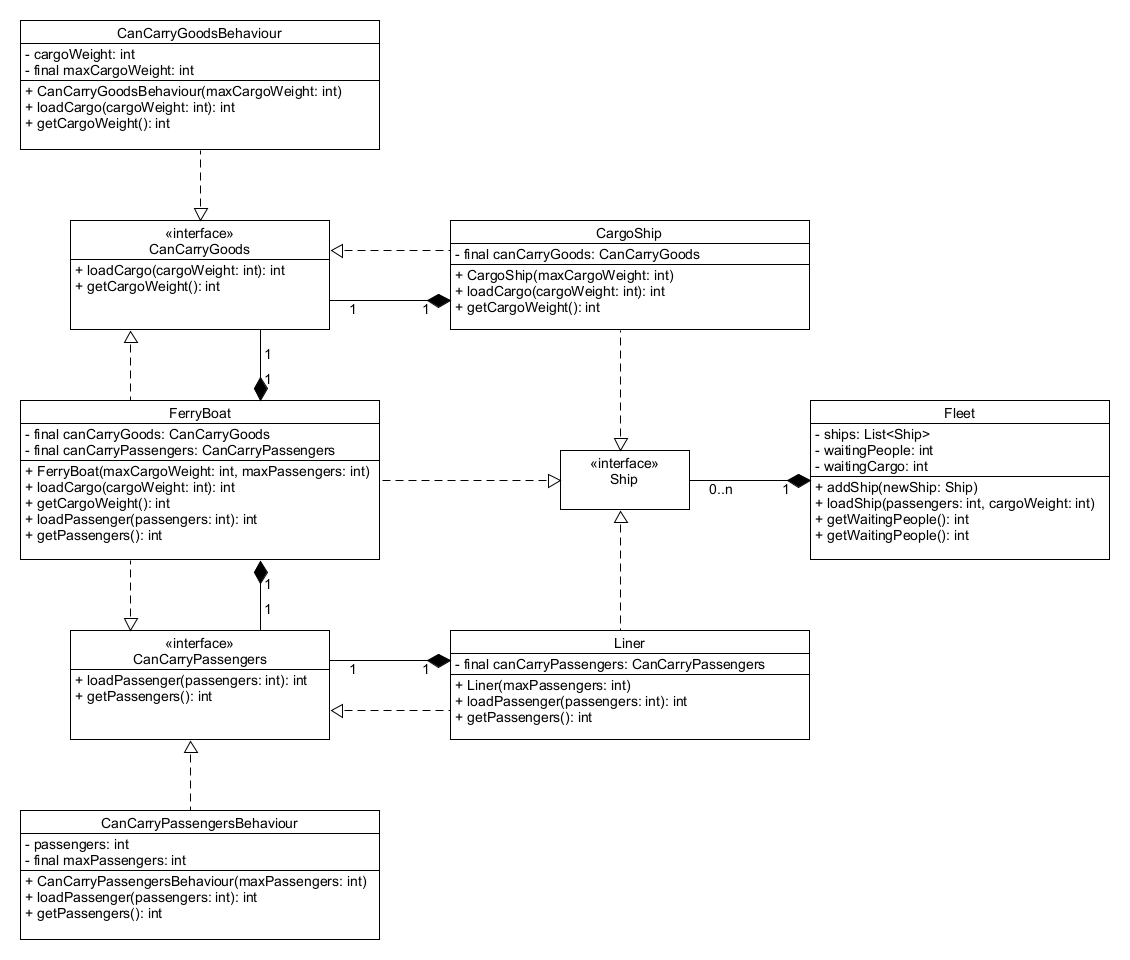 CanCarryGoodsBehaviour
- cargoWeight: int
- final maxCargoWeight: int
+ CanCarryGoodsBehaviour(maxCargoWeight: int)
+ loadCargo(cargoWeight: int): int
+ getCargoWeight(): int
«interface»
CanCarryGoods
+ loadCargo(cargoWeight: int): int
+ getCargoWeight(): int
CargoShip
- final canCarryGoods: CanCarryGoods
+ CargoShip(maxCargoWeight: int)
+ loadCargo(cargoWeight: int): int
+ getCargoWeight(): int
1
1
1
1
FerryBoat
- final canCarryGoods: CanCarryGoods
- final canCarryPassengers: CanCarryPassengers
+ FerryBoat(maxCargoWeight: int, maxPassengers: int)
+ loadCargo(cargoWeight: int): int
+ getCargoWeight(): int
+ loadPassenger(passengers: int): int
+ getPassengers(): int
«interface»
Ship
0..n
1
Fleet
- ships: List<Ship>
- waitingPeople: int
- waitingCargo: int
+ addShip(newShip: Ship)
+ loadShip(passengers: int, cargoWeight: int)
+ getWaitingPeople(): int
+ getWaitingPeople(): int
1
1
«interface»
CanCarryPassengers
+ loadPassenger(passengers: int): int
+ getPassengers(): int
1
1
Liner
- final canCarryPassengers: CanCarryPassengers
+ Liner(maxPassengers: int)
+ loadPassenger(passengers: int): int
+ getPassengers(): int
CanCarryPassengersBehaviour
- passengers: int
- final maxPassengers: int
+ CanCarryPassengersBehaviour(maxPassengers: int)
+ loadPassenger(passengers: int): int
+ getPassengers(): int